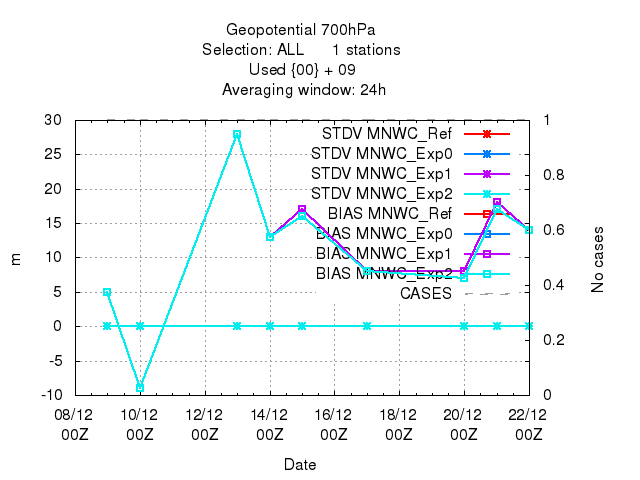 Geopotential 700hPa
Selection: ALL 1 stations
Used {00} + 09
Averaging window: 24h
30 1
STDV MNWC_Ref
STDV MNWC_Exp0
25
STDV MNWC_Exp1
0.8
20
STDV MNWC_Exp2
BIAS MNWC_Ref
15 0.6
BIAS MNWC_Exp0
m
10
BIAS MNWC_Exp1
No cases
BIAS MNWC_Exp2
5 0.4
CASES
0 0.2
-5
-10 0
08/12 10/12 12/12 14/12 16/12 18/12 20/12 22/12
00Z 00Z 00Z 00Z 00Z 00Z 00Z 00Z
Date